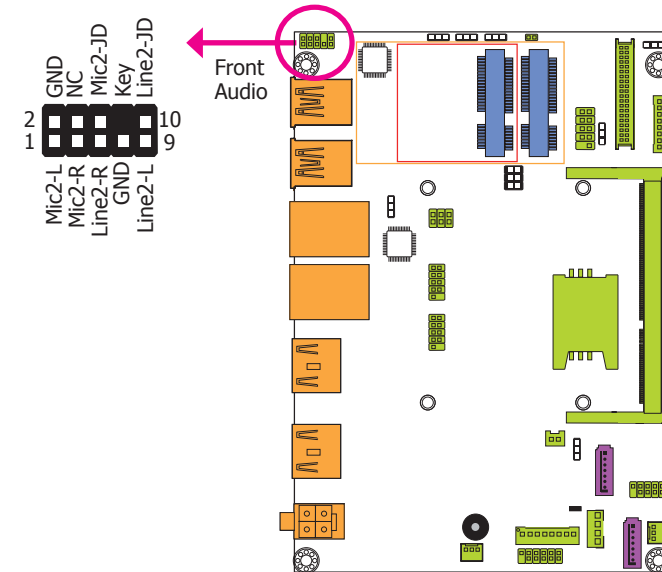 GND
NC
Mic2-JD
Key
Line2-JD
2
10
1
9
Mic2-L
Mic2-R
Line2-R
GND
Line2-L
Front
Audio